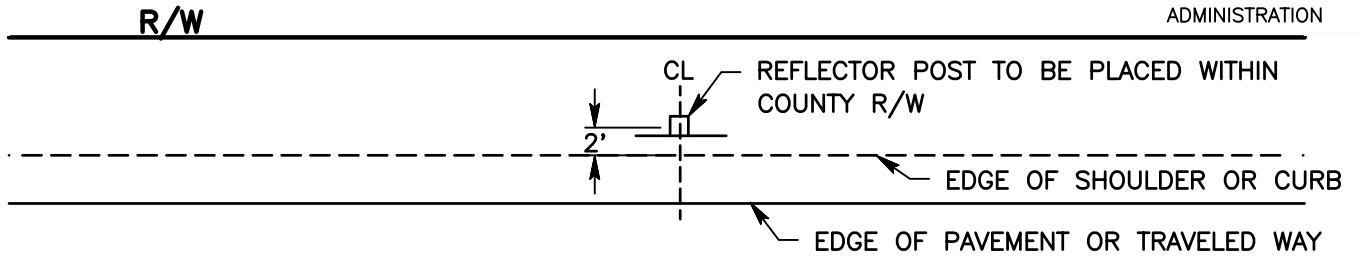 R/W
ADMINISTRATION
CL
REFLECTOR POST TO BE PLACED WITHIN
COUNTY R/W
2'
EDGE OF SHOULDER OR CURB
EDGE OF PAVEMENT OR TRAVELED WAY